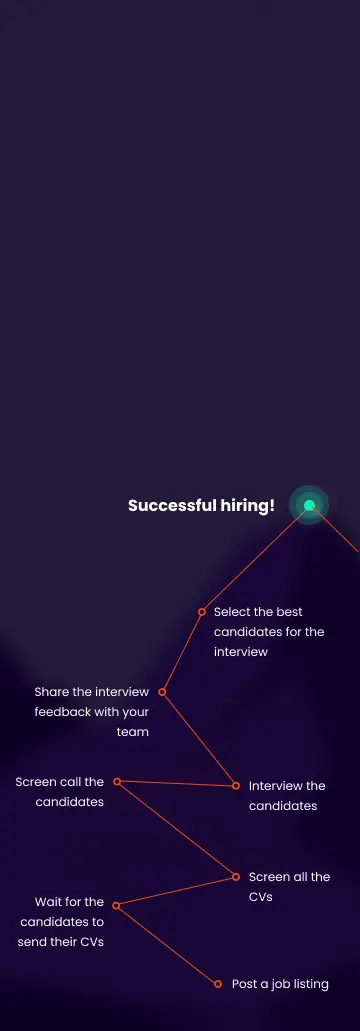 Successful hiring!
Select the best
candidates for the
interview
Share the interview
feedback with your
team
Screen call the
candidates
Interview the
candidates
Screen all the
CVs
Wait for the
candidates to
send their CVs
Post a job listing